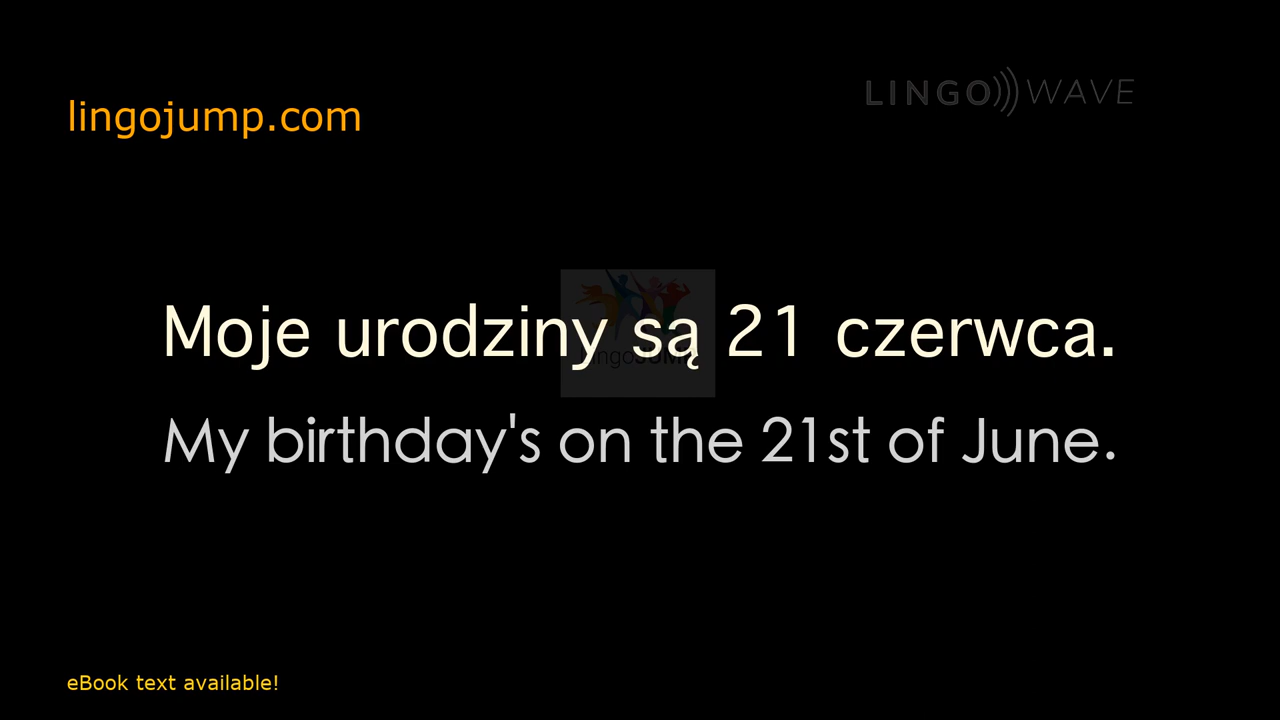 lingojump.com
LINGO WAVE
Moje urodziny są 21 czerwca.
LingoJUMP
My birthday's on the 21st of June.
eBook text available!